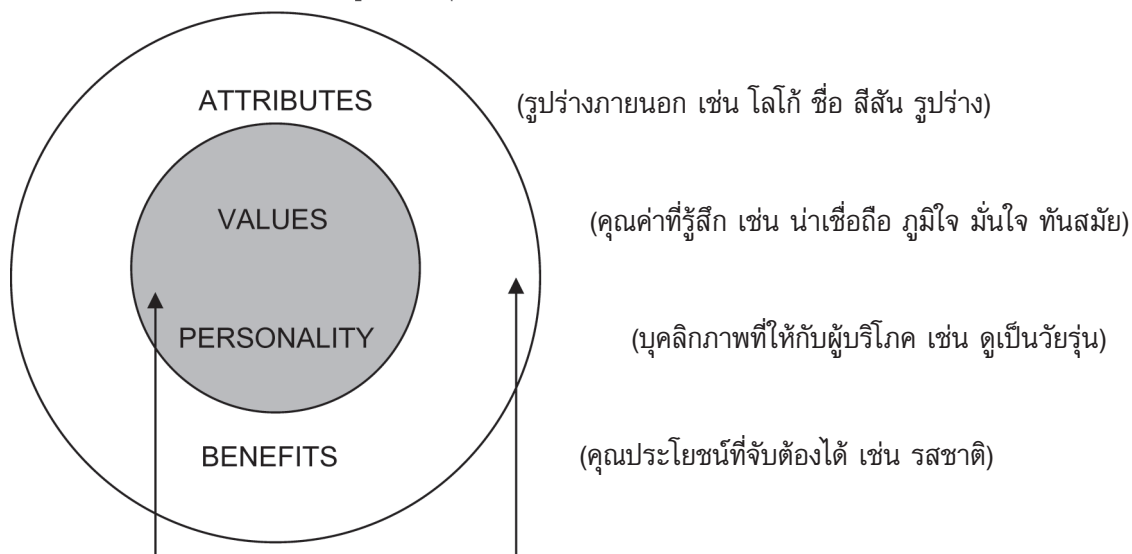 ATTRIBUTES (รูปร่างภายนอก เช่น โลโก้ ชื่อ สีสัน รูปร่าง)
VALUES (คุณค่าที่รู้สึก เช่น น่าเชื่อถือ ภูมิใจ มั่นใจ ทันสมัย)
PERSONALITY (บุคลิกภาพที่ให้กับผู้บริโภค เช่น ดูเป็นวัยรุ่น)
BENEFITS (คุณประโยชน์ที่จับต้องได้ เช่น รสชาติ)